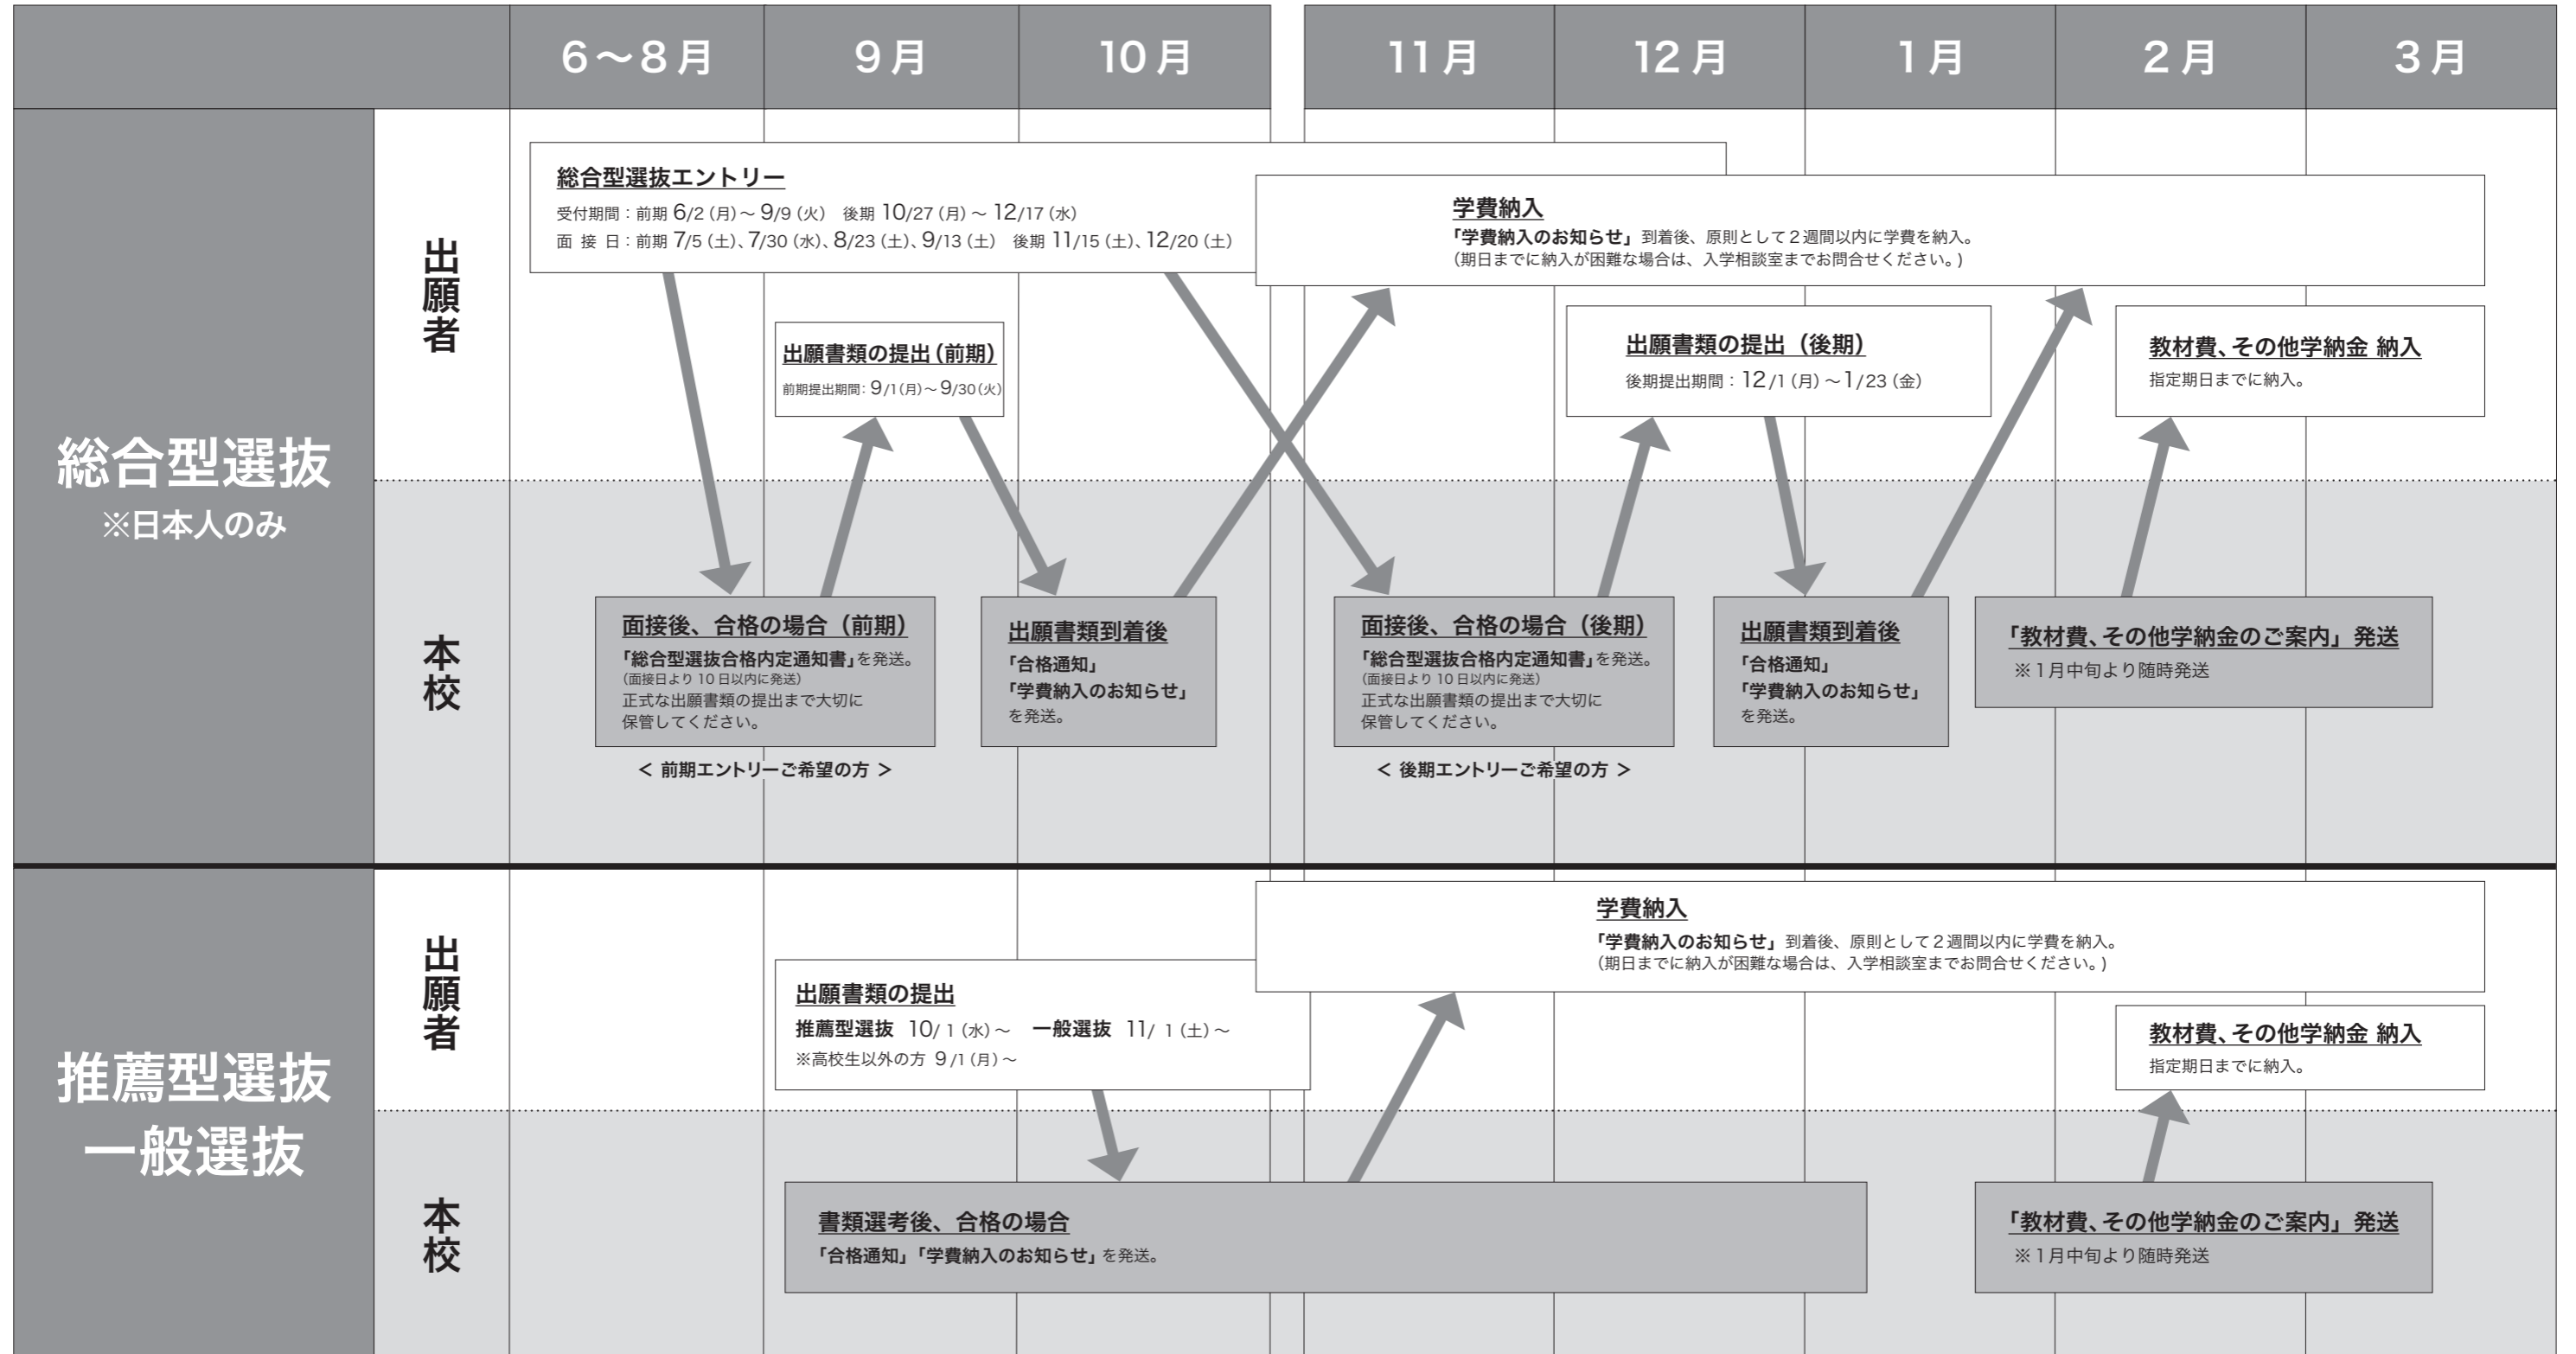 6～8月 9月 10月 11月 12月 1月 2月 3月
総合型選抜
※日本人のみ
出願者
総合型選抜エントリー
受付期間：前期 6/2（月）～ 9/9（火） 後期 10/27（月）～ 12/17（水）
面 接 日：前期 7/5（土）、7/30（水）、8/23（土）、9/13（土） 後期 11/15（土）、12/20（土）
学費納入
「学費納入のお知らせ」到着後、原則として２週間以内に学費を納入。
（期日までに納入が困難な場合は、入学相談室までお問合せください。)
出願書類の提出（前期）
前期提出期間：9/1（月）～ 9/30（火）
出願書類の提出（後期）
後期提出期間：12/1（月）～1/23（金）
教材費、その他学納金 納入
指定期日までに納入。
本校
面接後、合格の場合（前期）
「総合型選抜合格内定通知書」を発送。
（面接日より 10 日以内に発送）
正式な出願書類の提出まで大切に
保管してください。
＜ 前期エントリーご希望の方 ＞
出願書類到着後
「合格通知」
「学費納入のお知らせ」
を発送。
面接後、合格の場合（後期）
「総合型選抜合格内定通知書」を発送。
（面接日より 10 日以内に発送）
正式な出願書類の提出まで大切に
保管してください。
＜ 後期エントリーご希望の方 ＞
出願書類到着後
「合格通知」
「学費納入のお知らせ」
を発送。
「教材費、その他学納金のご案内」発送
※1月中旬より随時発送
推薦型選抜
一般選抜
出願者
学費納入
「学費納入のお知らせ」到着後、原則として２週間以内に学費を納入。
（期日までに納入が困難な場合は、入学相談室までお問合せください。)
出願書類の提出
推薦型選抜 10/ 1（水）～ 一般選抜 11/ 1（土）～
※高校生以外の方 9/1（月）～
教材費、その他学納金 納入
指定期日までに納入。
本校
書類選考後、合格の場合
「合格通知」「学費納入のお知らせ」を発送。
「教材費、その他学納金のご案内」発送
※1月中旬より随時発送